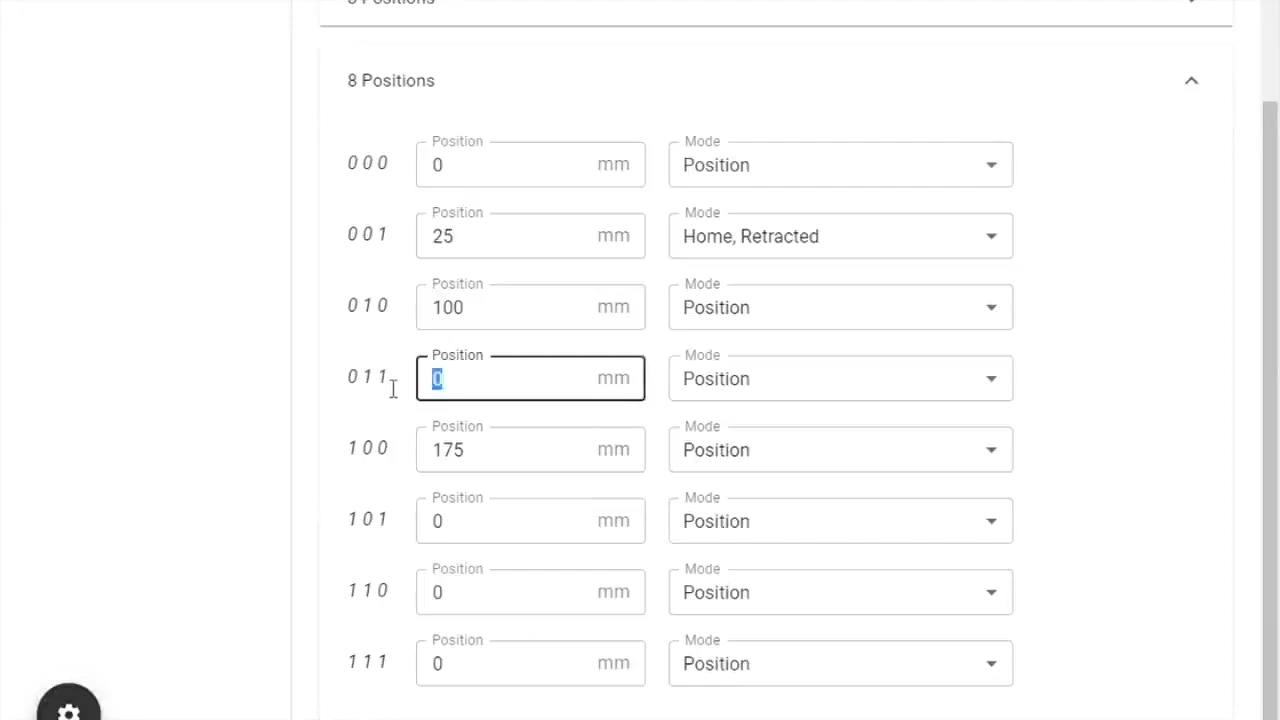 8 Positions
Position
Mode
000
0
mm
Position
Position
Mode
001
25
mm
Home, Retracted
Position
Mode
010
100
mm
Position
Position
Mode
011
0
mm
Position
Position
Mode
100
175
mm
Position
Position
Mode
101
0
mm
Position
Position
Mode
110
0
mm
Position
Position
Mode
111
0
mm
Position